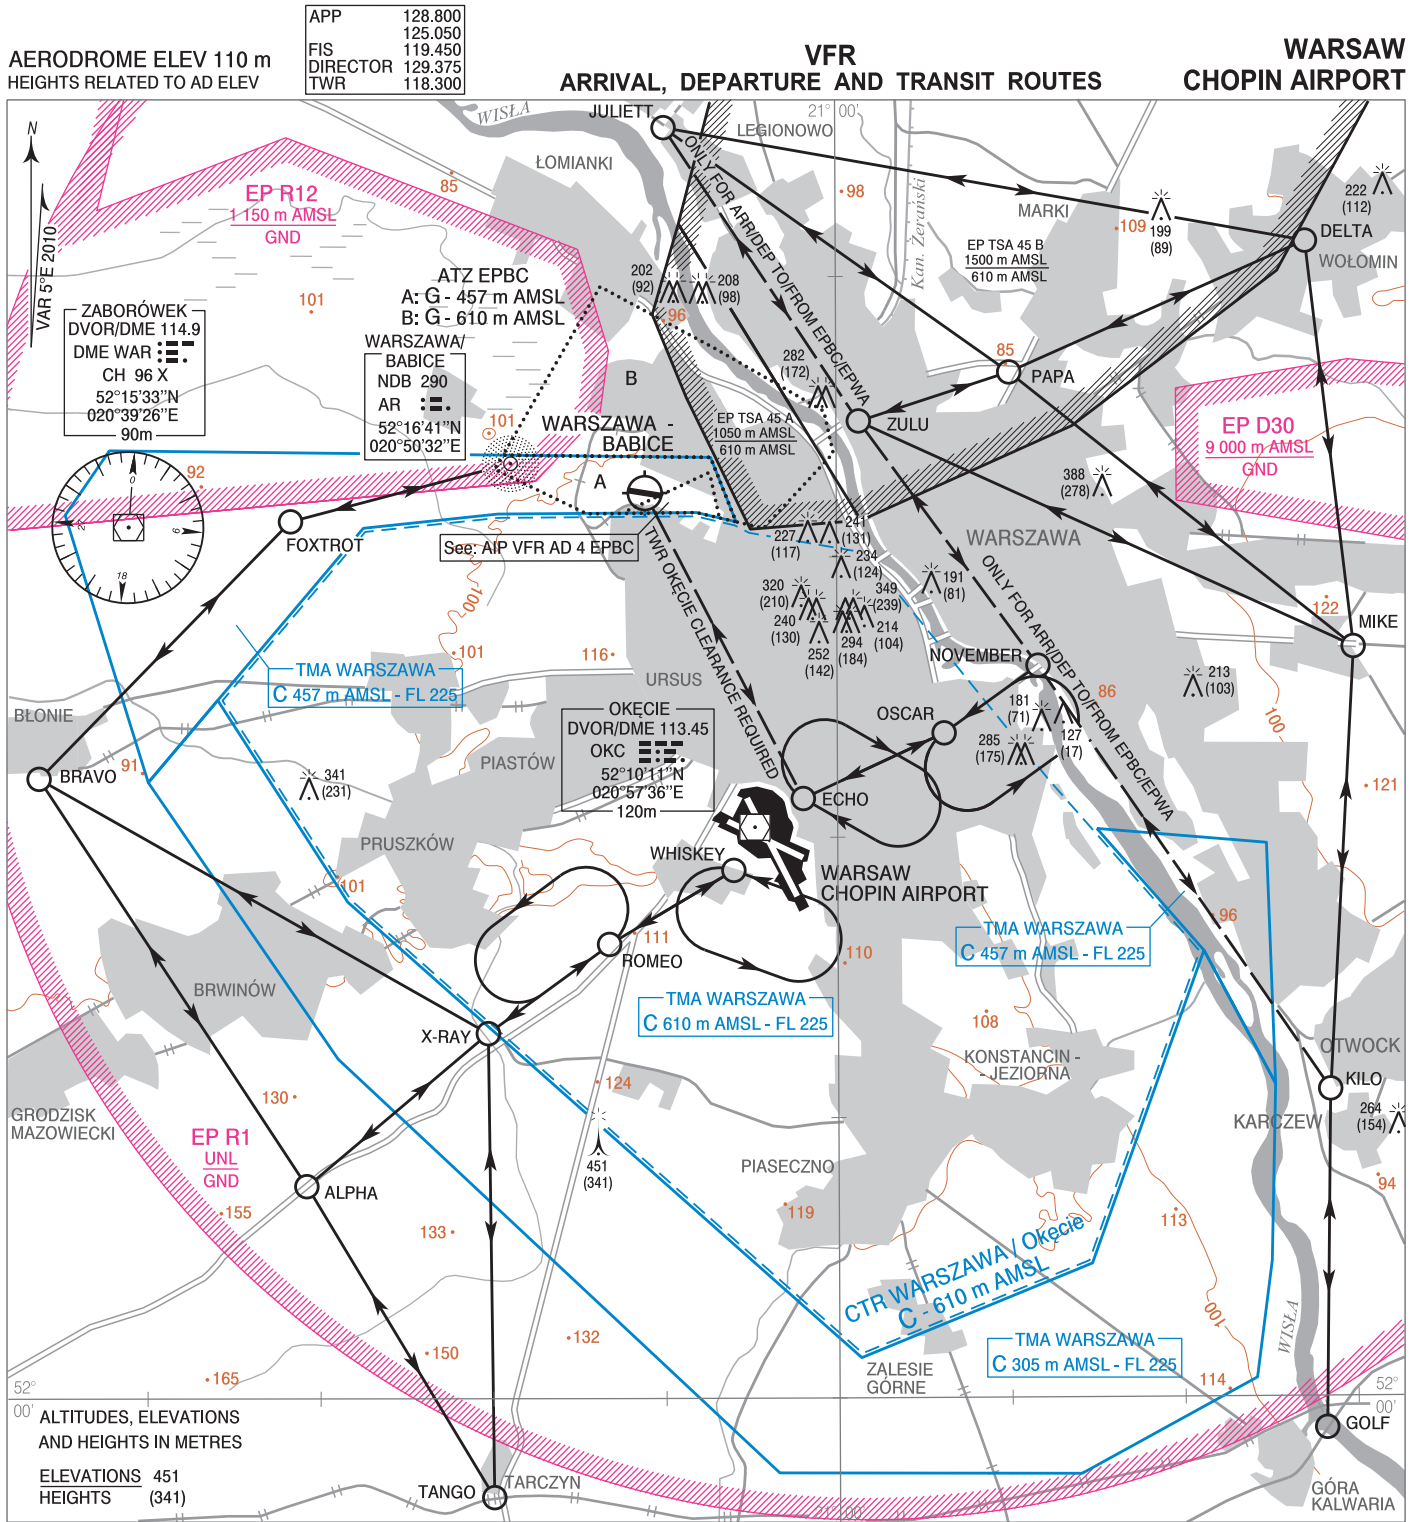 APP 128.800
125.050
FIS 119.450
DIRECTOR 129.375
TWR 118.300
AERODROME ELEV 110 m
HEIGHTS RELATED TO AD ELEV
VFR
ARRIVAL, DEPARTURE AND TRANSIT ROUTES
WARSAW
CHOPIN AIRPORT
N
VAR 5°E 2010
WISŁA
JULIETT
LEGIONOWO
21° 00'
ŁOMIANKI
85
98
Kan. Żerański
MARKI
109
199
(89)
222
(112)
DELTA
WOŁOMIN
EP R12
1 150 m AMSL
GND
101
ATZ EPBC
A: G - 457 m AMSL
B: G - 610 m AMSL
202
(92)
208
(98)
96
EP TSA 45 B
1500 m AMSL
610 m AMSL
ONLY FOR ARR/DEP TO/FROM EPBC/EPWA
ZABORÓWEK
DVOR/DME 114.9
DME WAR
CH 96 X
52°15'33"N
020°39'26"E
90m
WARSZAWA/
BABICE
NDB 290
AR
52°16'41"N
020°50'32"E
101
B
WARSZAWA -
BABICE
A
282
(172)
EP TSA 45 A
1050 m AMSL
610 m AMSL
85
PAPA
ZULU
EP D30
9 000 m AMSL
GND
388
(278)
92
0
9
18
27
FOXTROT
See: AIP VFR AD 4 EPBC
227
(117)
241
(131)
234
(124)
WARSZAWA
191
(81)
320
(210)
349
(239)
240
(130)
214
(104)
252
(142)
294
(184)
100
101
116
122
MIKE
TWR OKĘCIE CLEARANCE REQUIRED
ONLY FOR ARR/DEP TO/FROM EPBC/EPWA
TMA WARSZAWA
C 457 m AMSL - FL 225
URSUS
NOVEMBER
213
(103)
86
100
BŁONIE
OKĘCIE
DVOR/DME 113.45
OKC
52°10'11"N
020°57'36"E
120m
OSCAR
181
(71)
127
(17)
285
(175)
91
BRAVO
341
(231)
PIASTÓW
ECHO
121
PRUSZKÓW
WHISKEY
WARSAW
CHOPIN AIRPORT
101
96
111
ROMEO
110
TMA WARSZAWA
C 457 m AMSL - FL 225
BRWINÓW
TMA WARSZAWA
C 610 m AMSL - FL 225
108
X-RAY
KONSTANCIN -
- JEZIORNA
OTWOCK
124
KILO
130
264
(154)
GRODZISK
MAZOWIECKI
KARCZEW
EP R1
UNL
GND
451
(341)
PIASECZNO
94
ALPHA
155
119
113
133
CTR WARSZAWA / Okęcie
C - 610 m AMSL
100
132
WISŁA
150
165
TMA WARSZAWA
C 305 m AMSL - FL 225
ZALESIE
GÓRNE
114
52°
00'
52°
00'
ALTITUDES, ELEVATIONS
AND HEIGHTS IN METRES
GOLF
ELEVATIONS 451
HEIGHTS (341)
TANGO
TARCZYN
GÓRA
KALWARIA
21° 00'